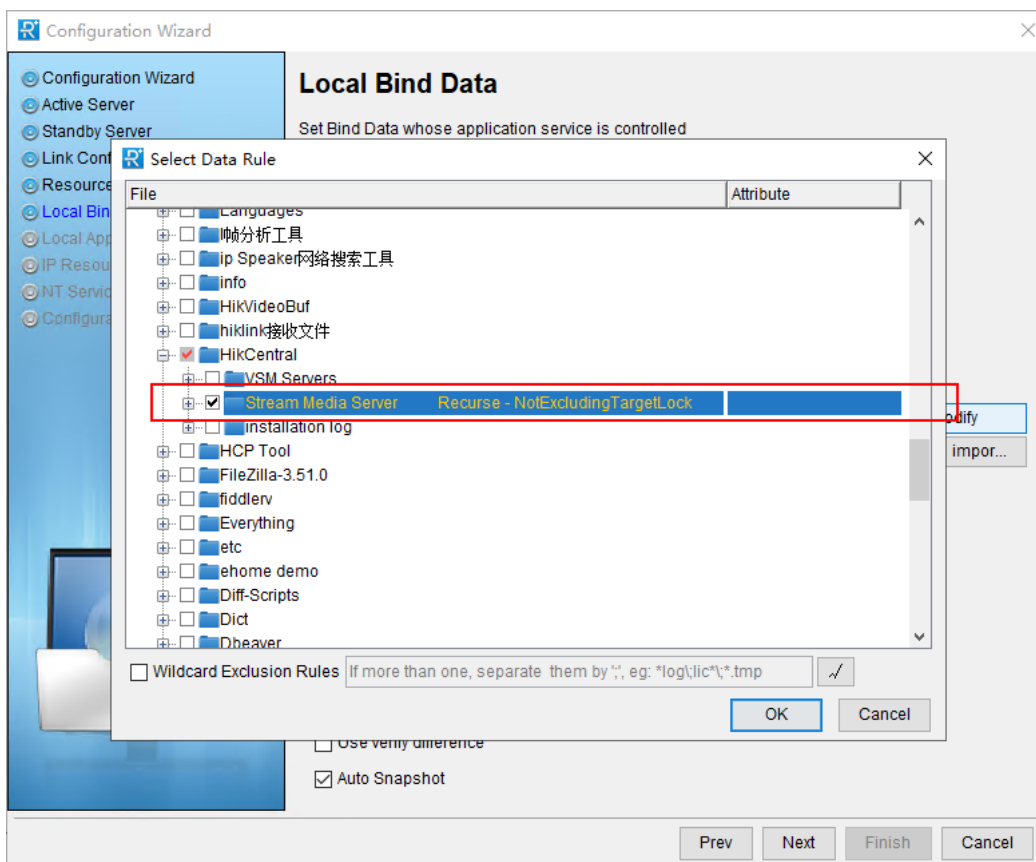 Configuration Wizard
Configuration Wizard
Active Server
Standby Server
Link Conf
Resource
Local Bin
Local App
IP Resou
NT Servic
Configura
Local Bind Data
Set Bind Data whose application service is controlled
Select Data Rule
File Attribute
Languages
I帧分析工具
ip Speaker网络搜索工具
info
HikVideoBuf
hiklink接收文件
HikCentral
VSM Servers
Stream Media Server Recurse - NotExcludingTargetLock
installation log
HCP Tool
FileZilla-3.51.0
fiddlerv
Everything
etc
ehome demo
Diff-Scripts
Dict
Dbeaver
Wildcard Exclusion Rules If more than one, separate them by ';', eg: *log\;lic*\;*.tmp
OK Cancel
odify
impor...
Use verify difference
Auto Snapshot
Prev Next Finish Cancel